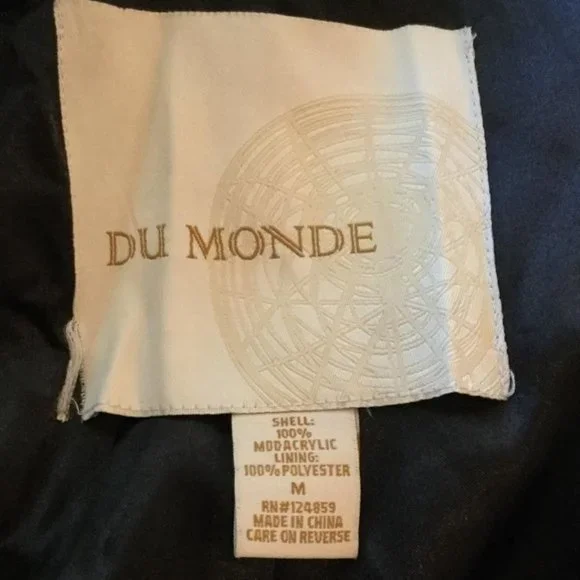 DU MONDE
SHELL:
100%
MODACRYLIC
LINING:
100% POLYESTER
M
RN#124859
MADE IN CHINA
CARE ON REVERSE